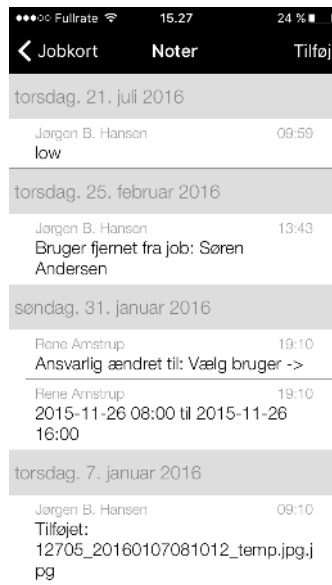 Fullrate 15.27 24 %
Jobkort Noter Tilføj
torsdag. 21. juli 2016
Jørgen B. Hansen 09:59
low
torsdag. 25. februar 2016
Jørgen B. Hansen 13:43
Bruger fjernet fra job: Søren
Andersen
søndag. 31. januar 2016
Rene Amstrup 19:10
Ansvarlig ændret til: Vælg bruger ->
Rene Amstrup 19:10
2015-11-26 08:00 til 2015-11-26
16:00
torsdag. 7. januar 2016
Jørgen B. Hansen 09:10
Tilføjet:
12705_20160107081012_temp.jpg.j
pg